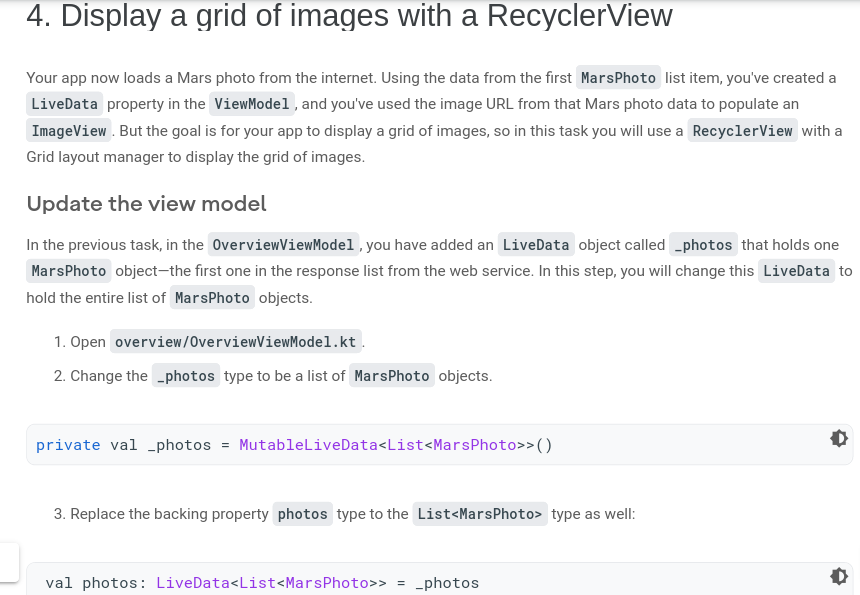 4. Display a grid of images with a RecyclerView
Your app now loads a Mars photo from the internet. Using the data from the first MarsPhoto list item, you've created a
LiveData property in the ViewModel, and you've used the image URL from that Mars photo data to populate an
ImageView. But the goal is for your app to display a grid of images, so in this task you will use a RecyclerView with a
Grid layout manager to display the grid of images.
Update the view model
In the previous task, in the OverviewViewModel, you have added an LiveData object called _photos that holds one
MarsPhoto object—the first one in the response list from the web service. In this step, you will change this LiveData to
hold the entire list of MarsPhoto objects.
1. Open overview/OverviewViewModel.kt.
2. Change the _photos type to be a list of MarsPhoto objects.
private val _photos = MutableLiveData<List<MarsPhoto>>()
3. Replace the backing property photos type to the List<MarsPhoto> type as well:
val photos: LiveData<List<MarsPhoto>> = _photos